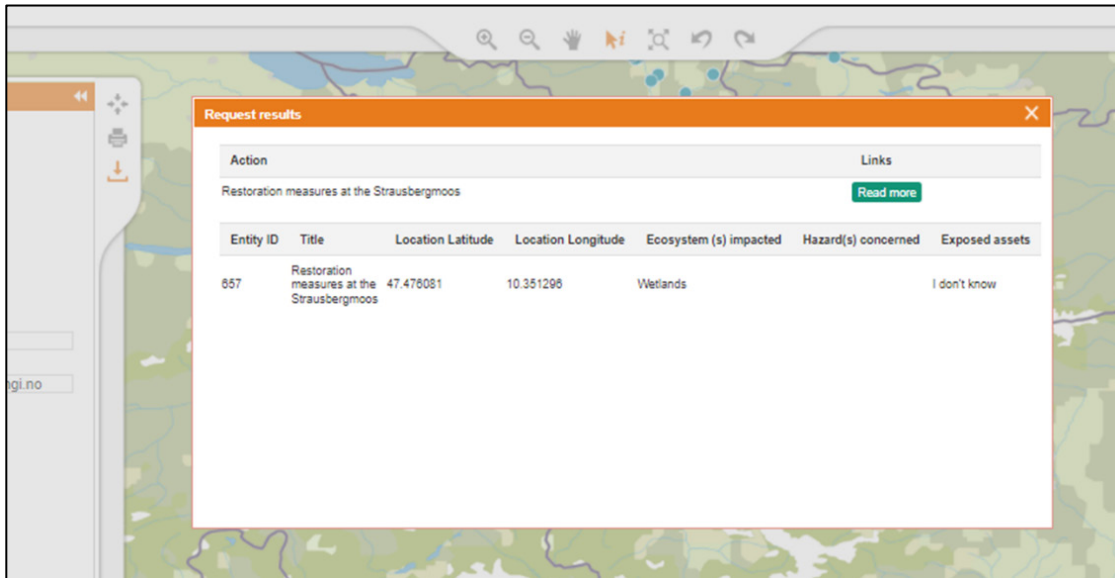 Request results
Action Links
Restoration measures at the Strausbergmoos Read more
Entity ID Title Location Latitude Location Longitude Ecosystem (s) impacted Hazard(s) concerned Exposed assets
Restoration
657 measures at the 47.476081 10.351296 Wetlands I don't know
Strausbergmoos
ngi.no